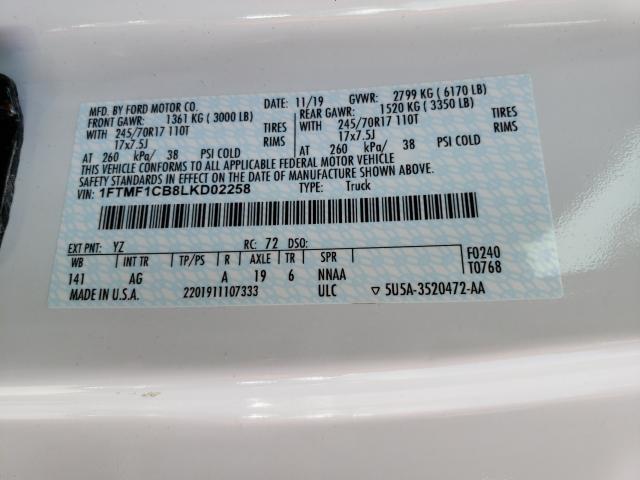 MFD. BY FORD MOTOR CO.
DATE: 11/19 GVWR: 2799 KG ( 6170 LB)
FRONT GAWR: 1361 KG ( 3000 LB) REAR GAWR: 1520 KG ( 3350 LB)
WITH 245/70R17 110T TIRES WITH 245/70R17 110T TIRES
17x7.5J RIMS 17x7.5J RIMS
AT 260 kPa/ 38 PSI COLD AT 260 kPa/ 38 PSI COLD
THIS VEHICLE CONFORMS TO ALL APPLICABLE FEDERAL MOTOR VEHICLE
SAFETY STANDARDS IN EFFECT ON THE DATE OF MANUFACTURE SHOWN ABOVE.
VIN: 1FTMF1CB8LKD02258 TYPE: Truck
EXT PNT: YZ RC: 72 DSO:
WB INT TR TP/PS R AXLE TR SPR F0240
141 AG A 19 6 NNAA T0768
MADE IN U.S.A. 2201911107333 ULC ▽ 5U5A-3520472-AA